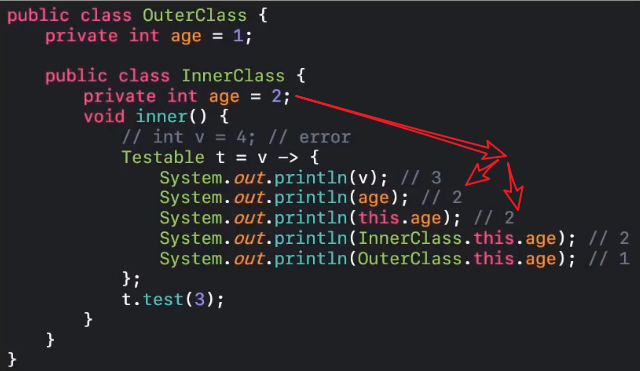 public class OuterClass {
    private int age = 1;

    public class InnerClass {
        private int age = 2;
        void inner() {
            // int v = 4; // error
            Testable t = v -> {
                System.out.println(v); // 3
                System.out.println(age); // 2
                System.out.println(this.age); // 2
                System.out.println(InnerClass.this.age); // 2
                System.out.println(OuterClass.this.age); // 1
            };
            t.test(3);
        }
    }
}